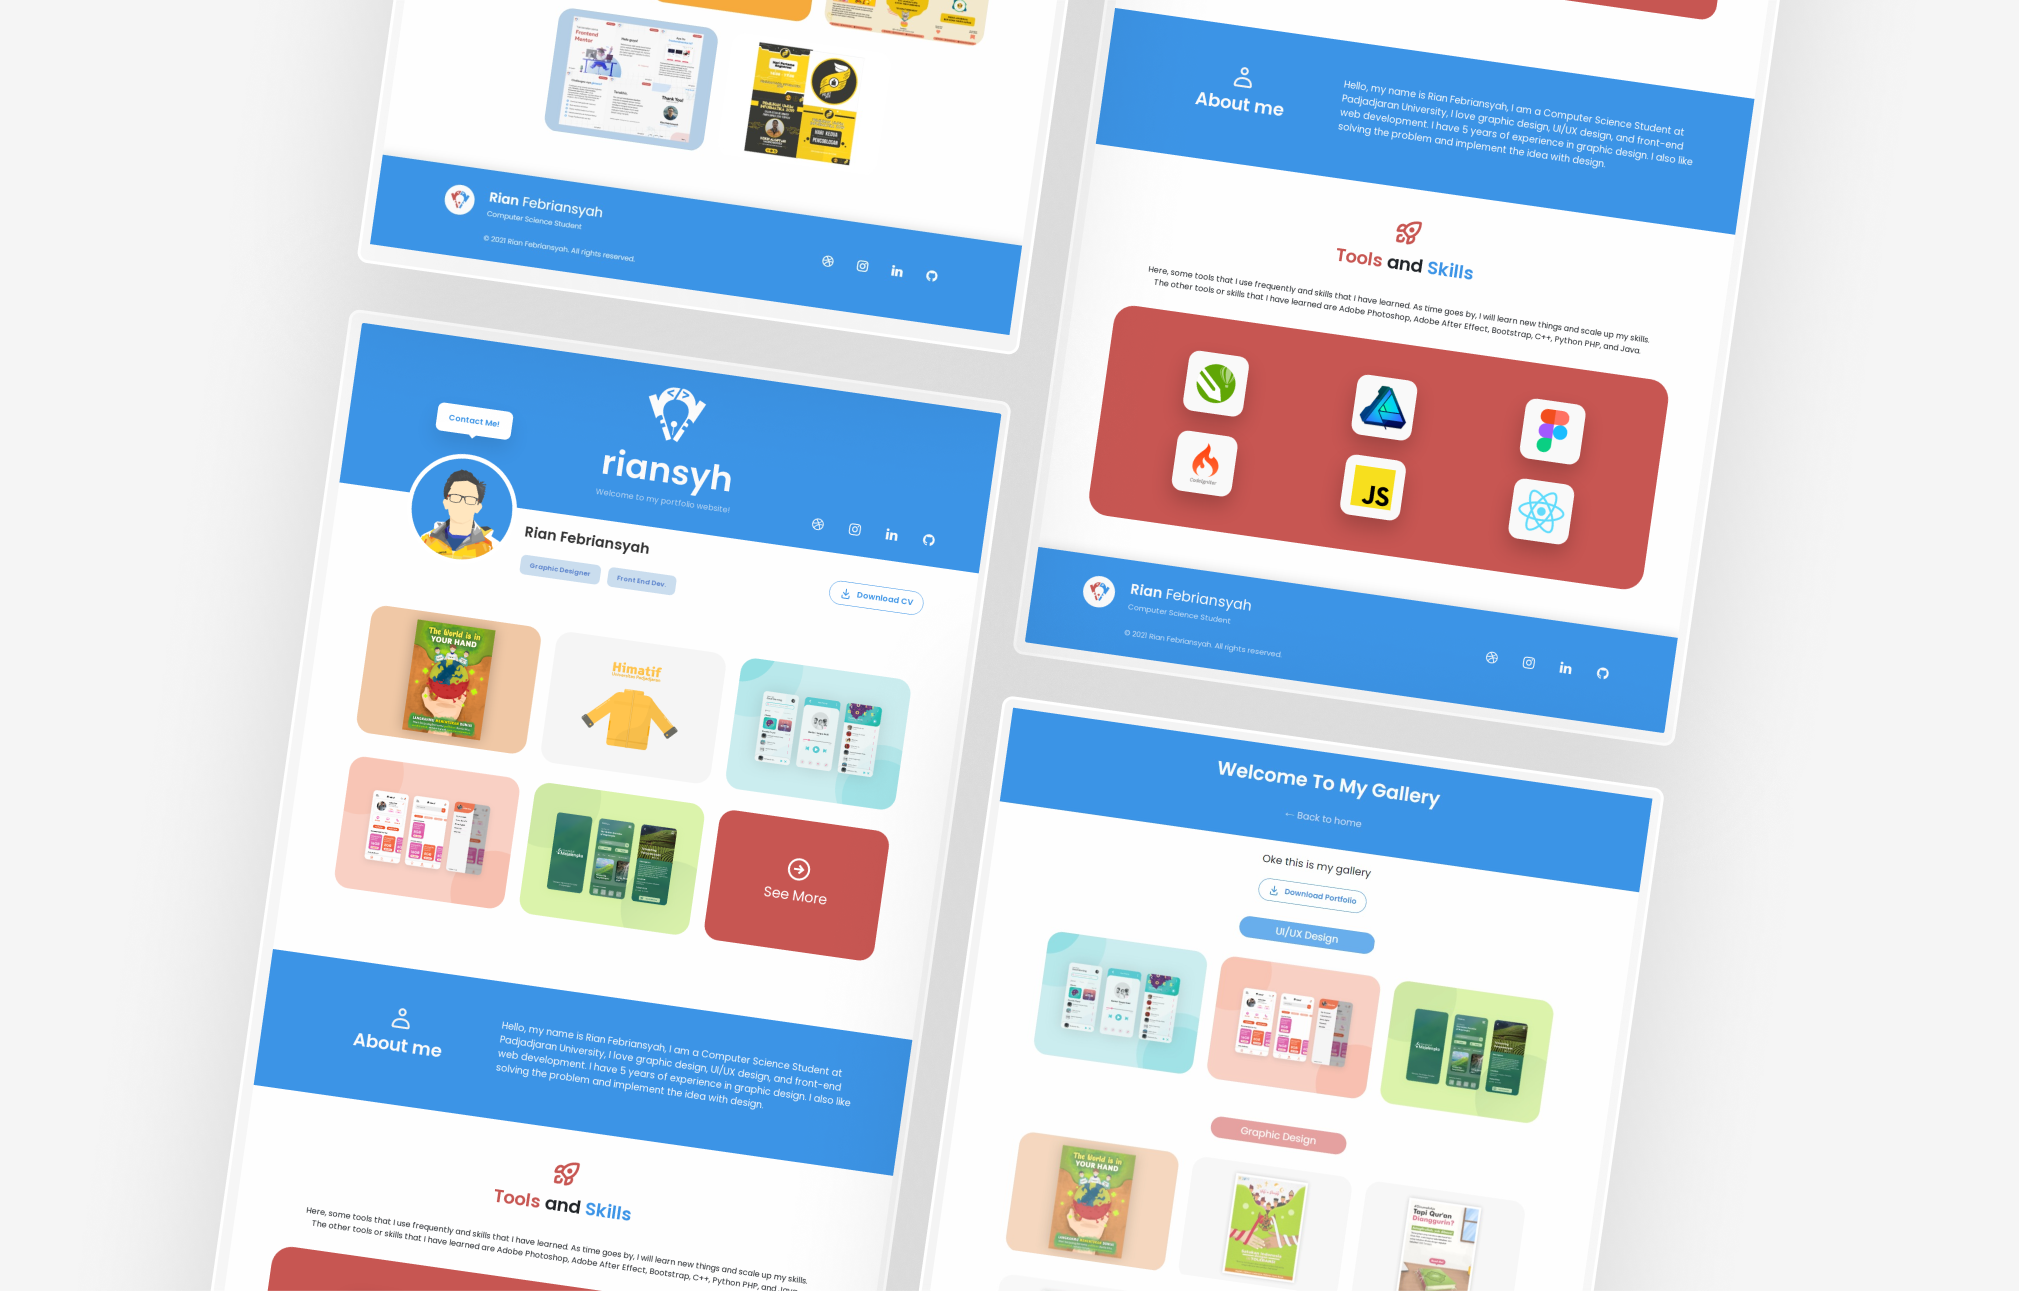 Frontend
Mentor
Thank You!
Rian Febriansyah
Computer Science Student
© 2021 Rian Febriansyah. All rights reserved.
in
Contact Me!
riansyh
Welcome to my portfolio website!
in
Rian Febriansyah
Graphic Designer
Front End Dev.
Download CV
The World is in
YOUR HAND
Himatif
See More
About me
Hello, my name is Rian Febriansyah, I am a Computer Science Student at
Padjadjaran University, I love graphic design, UI/UX design, and front-end
web development. I have 5 years of experience in graphic design. I also like
solving the problem and implement the idea with design.
Tools and Skills
Here, some tools that I use frequently and skills that I have learned. As time goes by, I will learn new things and scale up my skills.
The other tools or skills that I have learned are Adobe Photoshop, Adobe After Effect, Bootstrap, C++, Python PHP, and Java.
About me
Hello, my name is Rian Febriansyah, I am a Computer Science Student at
Padjadjaran University, I love graphic design, UI/UX design, and front-end
web development. I have 5 years of experience in graphic design. I also like
solving the problem and implement the idea with design.
Tools and Skills
Here, some tools that I use frequently and skills that I have learned. As time goes by, I will learn new things and scale up my skills.
The other tools or skills that I have learned are Adobe Photoshop, Adobe After Effect, Bootstrap, C++, Python PHP, and Java.
CodeIgniter
JS
Rian Febriansyah
Computer Science Student
© 2021 Rian Febriansyah. All rights reserved.
in
Welcome To My Gallery
← Back to home
Oke this is my gallery
Download Portfolio
UI/UX Design
Graphic Design
The World is in
YOUR HAND
Tapi Qur'an
Dianggurin?